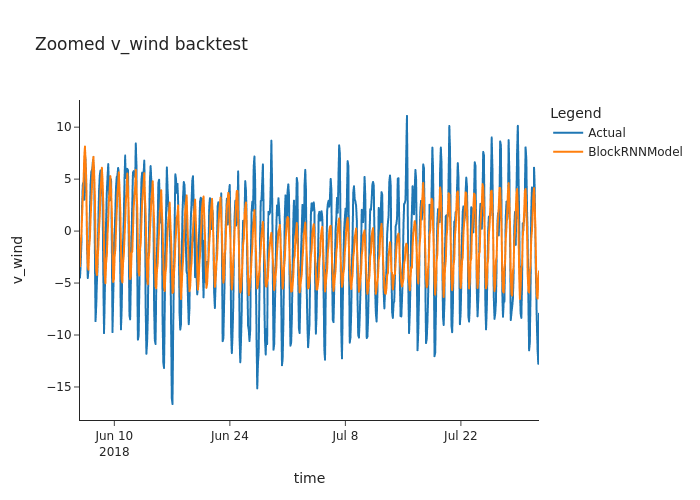 Zoomed v_wind backtest
Legend
Actual
BlockRNNModel
10
5
0
−5
−10
−15
v_wind
Jun 10
2018
Jun 24
Jul 8
Jul 22
time